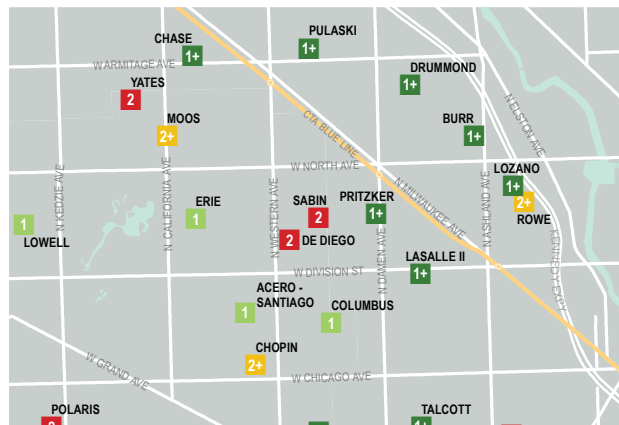 CHASE
1+
PULASKI
1+
W ARMITAGE AVE
YATES
2
DRUMMOND
1+
MOOS
2+
CTA BLUE LINE
BURR
1+
N ELSTON AVE
W NORTH AVE
LOZANO
1+
N KEDZIE AVE
N CALIFORNIA AVE
N WESTERN AVE
N DAMEN AVE
N MILWAUKEE AVE
N ASHLAND AVE
KENNEDY EXPY
1
LOWELL
ERIE
1
SABIN
2
PRITZKER
1+
2+
ROWE
2
DE DIEGO
W DIVISION ST
LASALLE II
1+
ACERO -
SANTIAGO
1
COLUMBUS
1
CHOPIN
2+
W GRAND AVE
W CHICAGO AVE
POLARIS
TALCOTT
1+